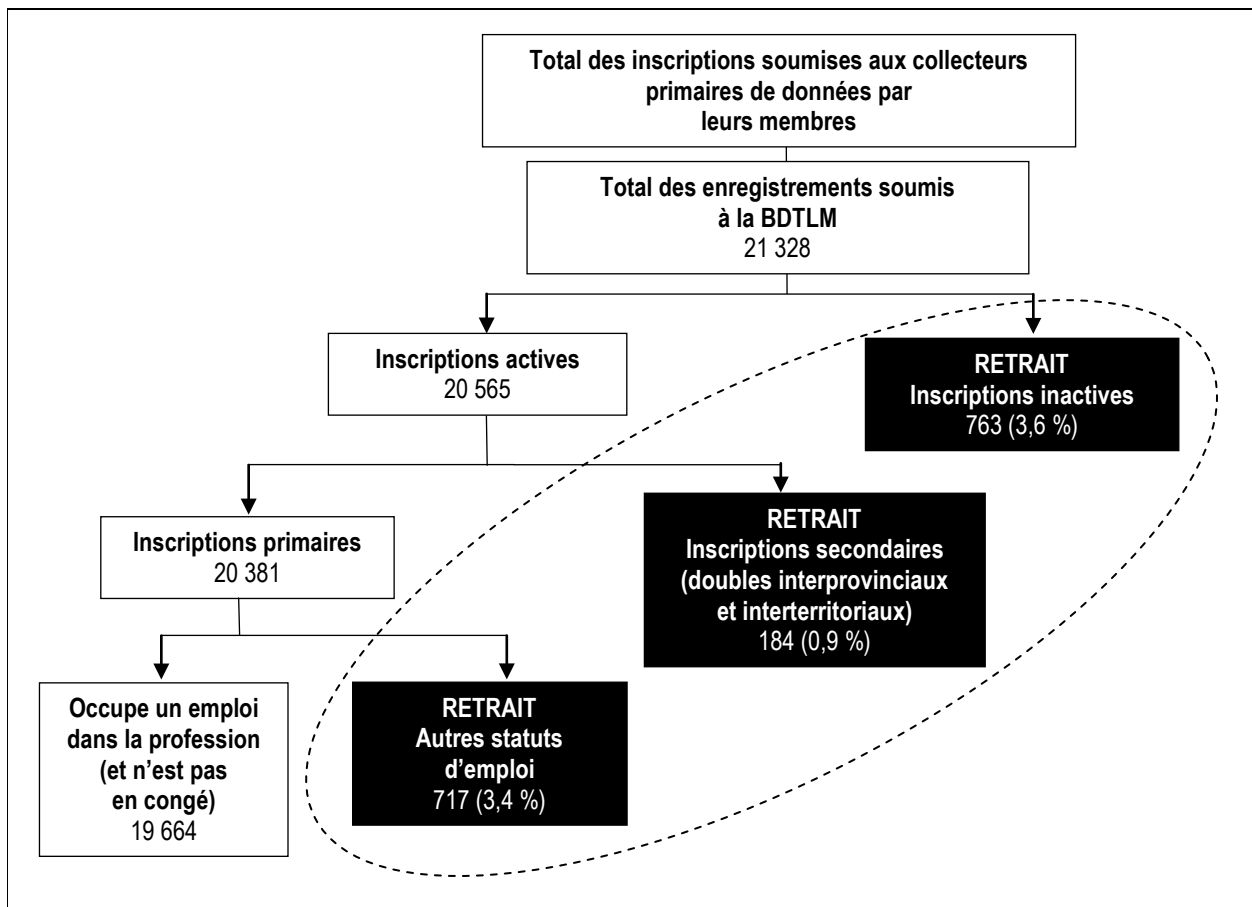 Total des inscriptions soumises aux collecteurs
primaires de données par
leurs membres
Total des enregistrements soumis
à la BDTLM
21 328
Inscriptions actives
20 565
RETRAIT
Inscriptions inactives
763 (3,6 %)
Inscriptions primaires
20 381
RETRAIT
Inscriptions secondaires
(doubles interprovinciaux
et interterritoriaux)
184 (0,9 %)
Occupe un emploi
dans la profession
(et n’est pas
en congé)
19 664
RETRAIT
Autres statuts
d’emploi
717 (3,4 %)